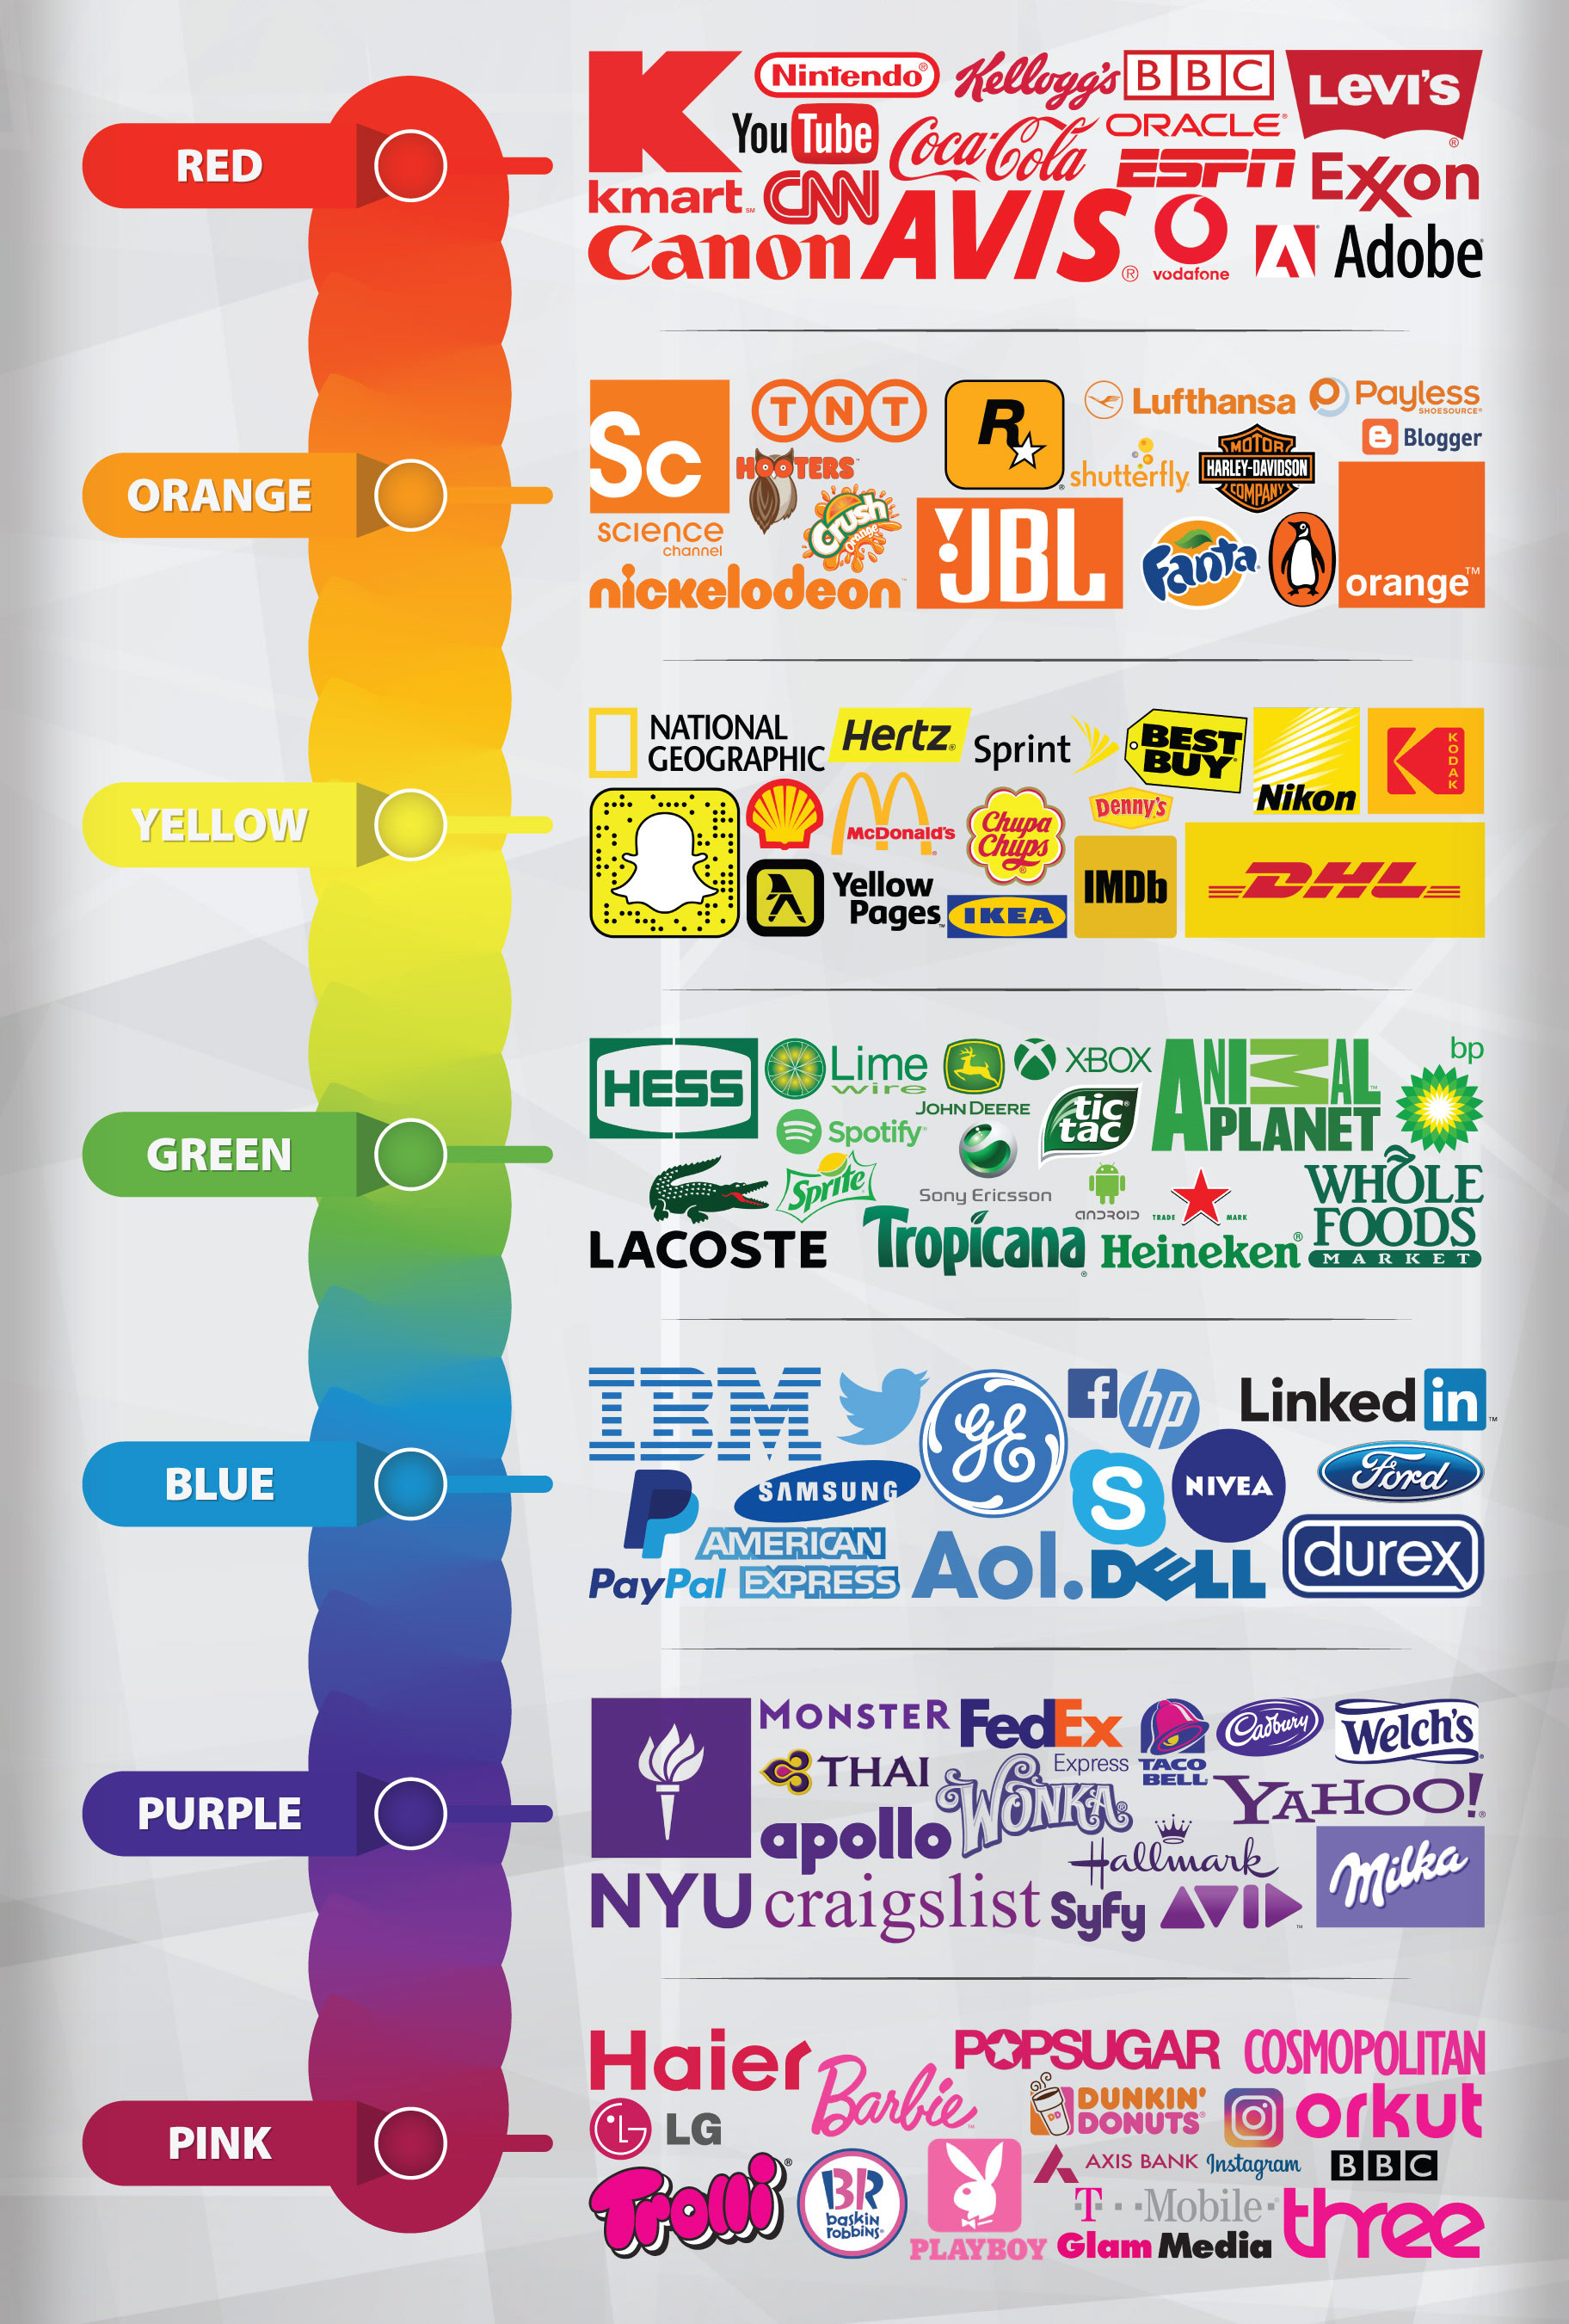 RED
K
kmart
Nintendo®
Kellogg's
BBC
LEVI'S
®
YouTube
Coca-Cola
ORACLE®
CNN
ESPN
Exxon
Canon
AVIS®
vodafone
Adobe
ORANGE
Sc
science
channel
TNT
R
®
Lufthansa
Payless
SHOESOURCE®
Blogger
HOOTERS™
shutterfly
MOTOR
HARLEY-DAVIDSON
COMPANY
Crush
Orange
nickelodeon™
JBL
Fanta
orange™
YELLOW
NATIONAL
GEOGRAPHIC
Hertz
Sprint
BEST
BUY
Nikon
KODAK
McDonald's
Chupa
Chups
Denny's
Yellow
Pages
IKEA
IMDb
DHL
GREEN
HESS
Lime
wire
JOHN DEERE
XBOX
ANIMAL
PLANET
bp
Spotify
tic
tac
LACOSTE
Sprite
Sony Ericsson
ANDROID
TRADE MARK
Heineken®
Tropicana®
WHOLE
FOODS
MARKET
BLUE
IBM
GE
f
hp
Linked in™
PayPal
SAMSUNG
S
NIVEA
Ford
AMERICAN
EXPRESS
Aol.
DELL
durex
PURPLE
NYU
MONSTER
FedEx
Express
TACO
BELL
Cadbury
Welch's
THAI
WONKA
YAHOO!®
apollo
Hallmark
Milka
craigslist
Syfy
AVID™
PINK
Haier
Barbie
POPSUGAR
COSMOPOLITAN
LG
DD
DUNKIN'
DONUTS
orkut
Instagram
AXIS BANK
BBC
Trolli®
BR
baskin
robbins
PLAYBOY
T··Mobile·
Glam Media
three